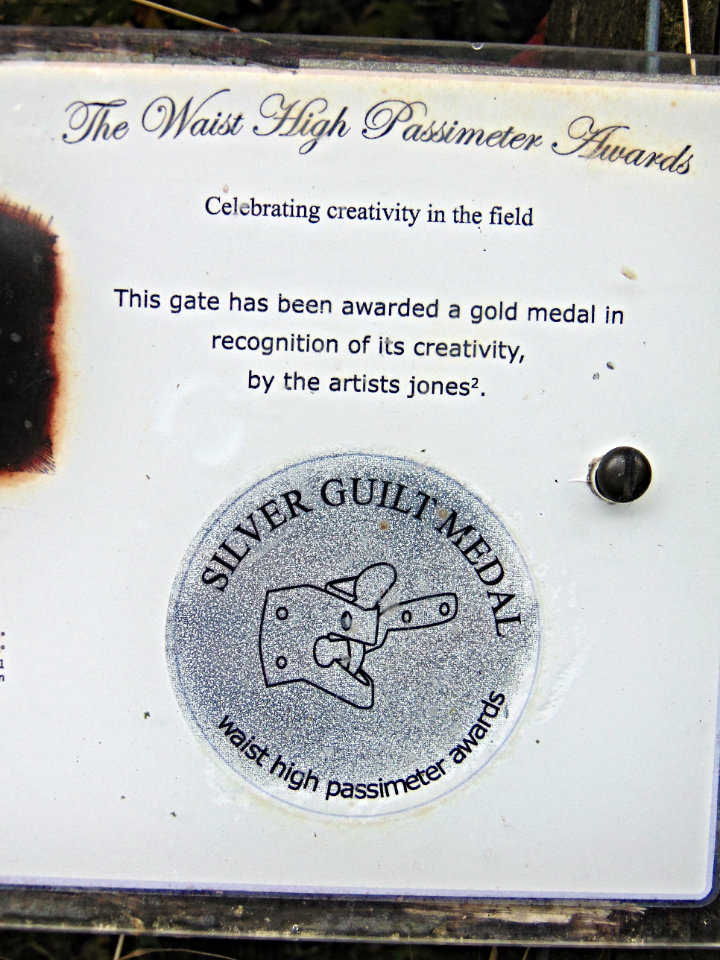 The Waist High Passimeter Awards
Celebrating creativity in the field
This gate has been awarded a gold medal in
recognition of its creativity,
by the artists jones².
SILVER GUILT MEDAL
waist high passimeter awards